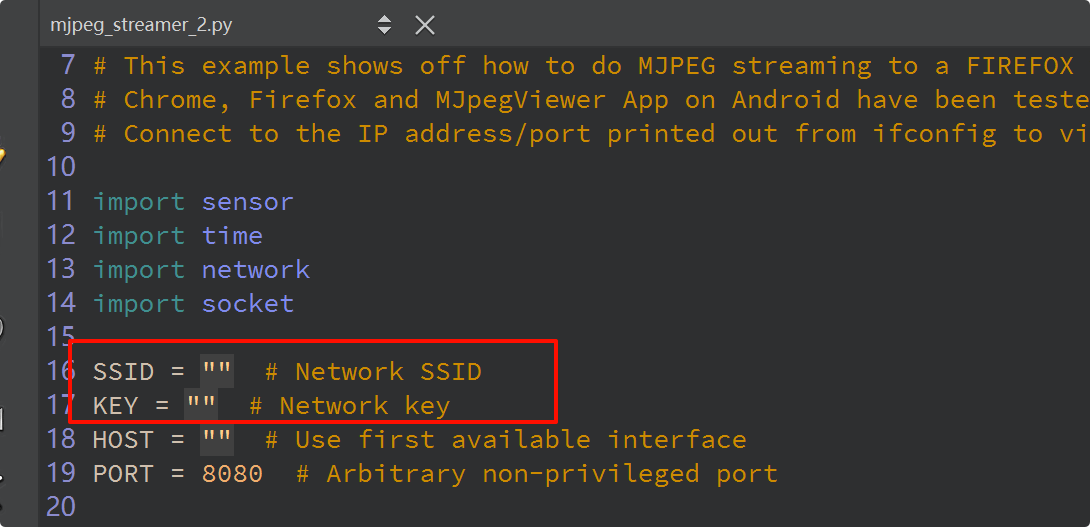 mjpeg_streamer_2.py
7 # This example shows off how to do MJPEG streaming to a FIREFOX
8 # Chrome, Firefox and MJpegViewer App on Android have been teste
9 # Connect to the IP address/port printed out from ifconfig to vi
10
11 import sensor
12 import time
13 import network
14 import socket
15
16 SSID = "" # Network SSID
17 KEY = "" # Network key
18 HOST = "" # Use first available interface
19 PORT = 8080 # Arbitrary non-privileged port
20